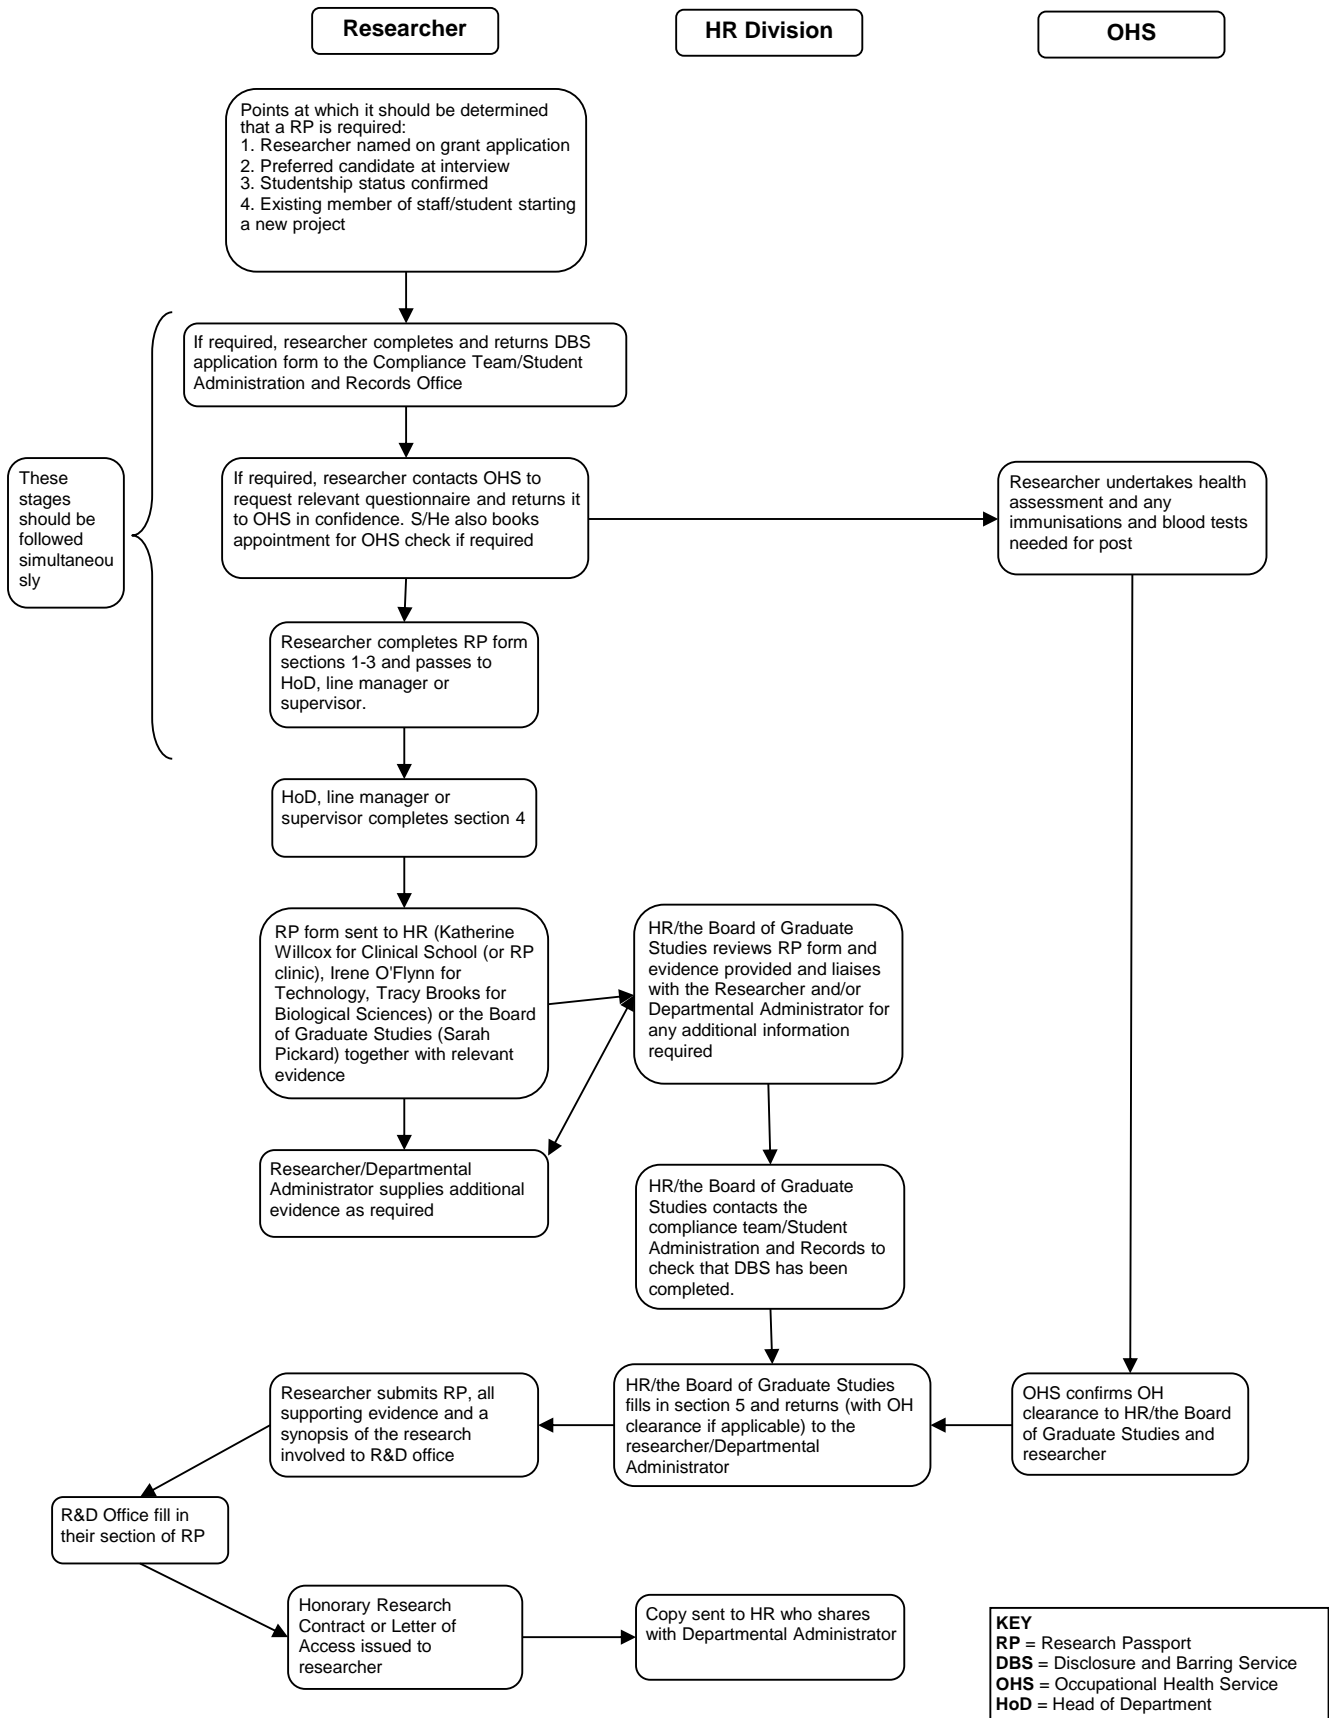 Researcher
HR Division
OHS
Points at which it should be determined
that a RP is required:
1. Researcher named on grant application
2. Preferred candidate at interview
3. Studentship status confirmed
4. Existing member of staff/student starting
a new project
If required, researcher completes and returns DBS
application form to the Compliance Team/Student
Administration and Records Office
These
stages
should be
followed
simultaneou
sly
If required, researcher contacts OHS to
request relevant questionnaire and returns it
to OHS in confidence. S/He also books
appointment for OHS check if required
Researcher undertakes health
assessment and any
immunisations and blood tests
needed for post
Researcher completes RP form
sections 1-3 and passes to
HoD, line manager or
supervisor.
HoD, line manager or
supervisor completes section 4
RP form sent to HR (Katherine
Willcox for Clinical School (or RP
clinic), Irene O'Flynn for
Technology, Tracy Brooks for
Biological Sciences) or the Board
of Graduate Studies (Sarah
Pickard) together with relevant
evidence
HR/the Board of Graduate
Studies reviews RP form and
evidence provided and liaises
with the Researcher and/or
Departmental Administrator for
any additional information
required
Researcher/Departmental
Administrator supplies additional
evidence as required
HR/the Board of Graduate
Studies contacts the
compliance team/Student
Administration and Records to
check that DBS has been
completed.
Researcher submits RP, all
supporting evidence and a
synopsis of the research
involved to R&D office
HR/the Board of Graduate Studies
fills in section 5 and returns (with OH
clearance if applicable) to the
researcher/Departmental
Administrator
OHS confirms OH
clearance to HR/the Board
of Graduate Studies and
researcher
R&D Office fill in
their section of RP
Honorary Research
Contract or Letter of
Access issued to
researcher
Copy sent to HR who shares
with Departmental Administrator
KEY
RP = Research Passport
DBS = Disclosure and Barring Service
OHS = Occupational Health Service
HoD = Head of Department